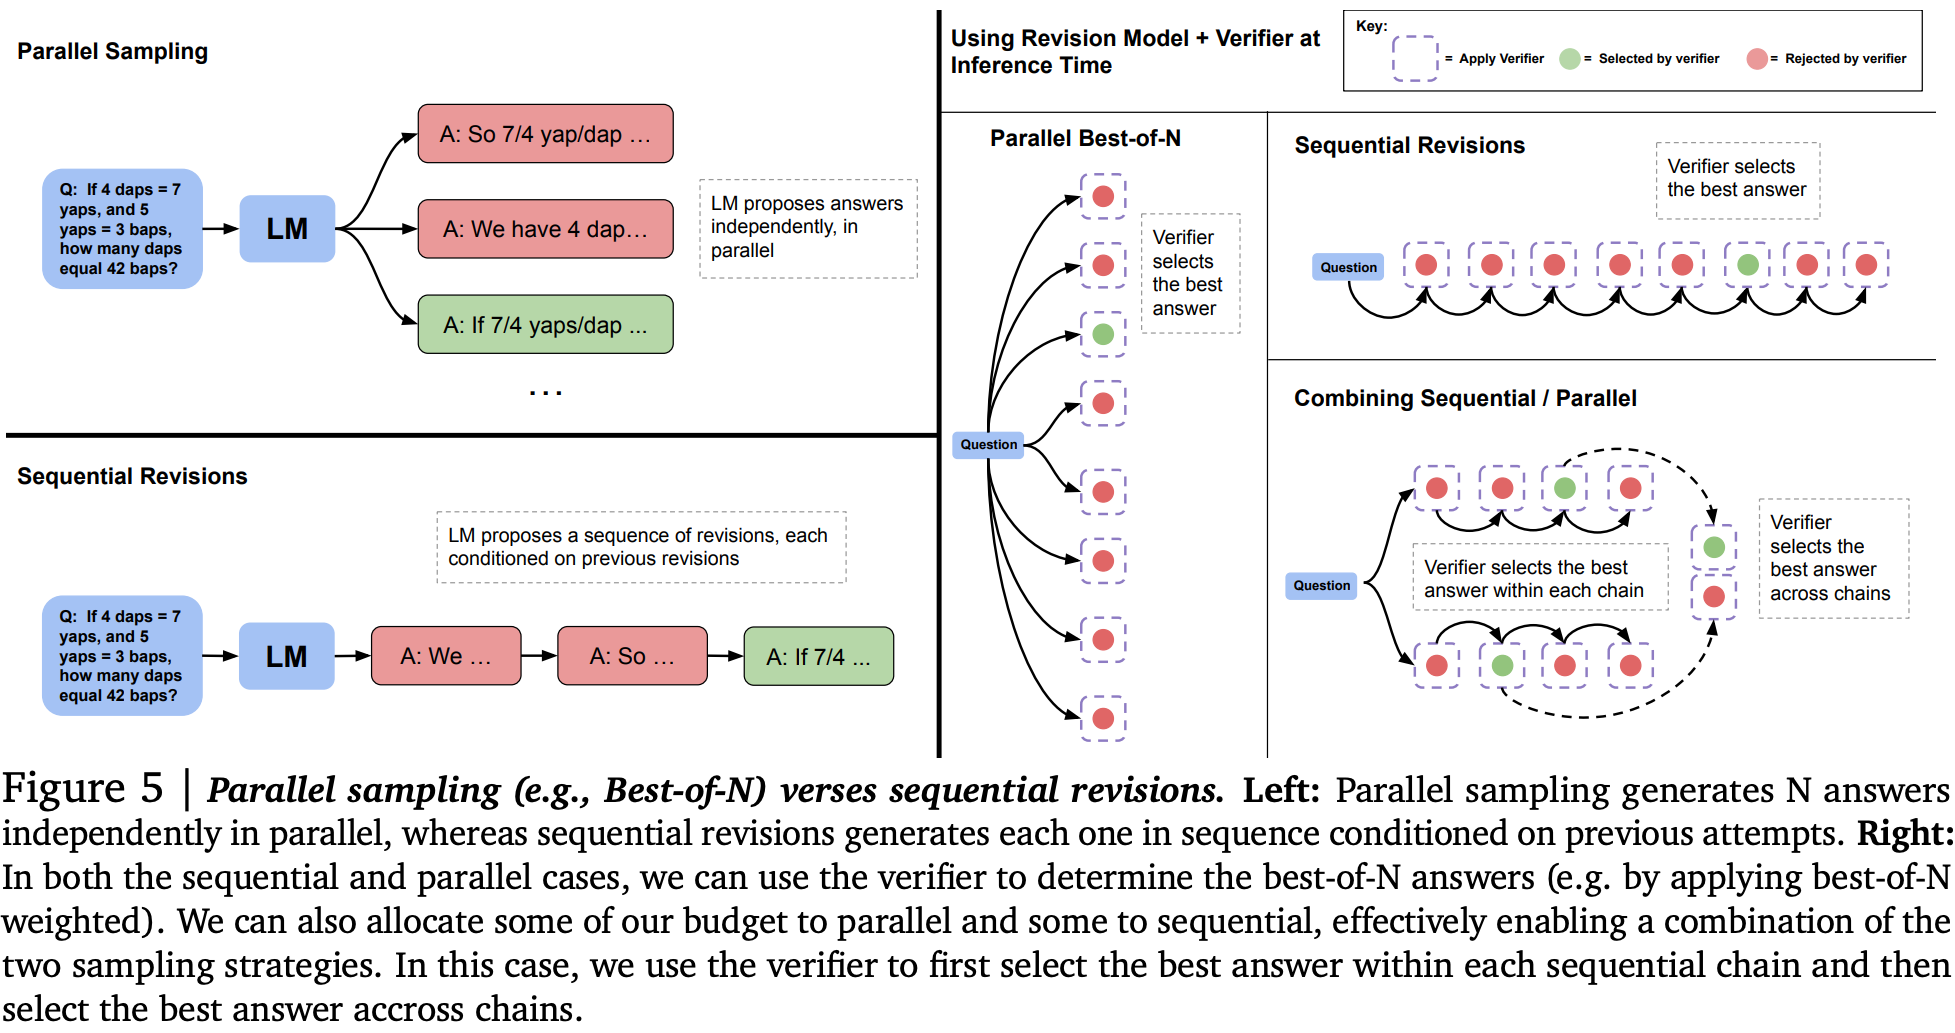 Parallel Sampling
Q: If 4 daps = 7
yaps, and 5
yaps = 3 baps,
how many daps
equal 42 baps?
LM
A: So 7/4 yap/dap …
A: We have 4 dap…
A: If 7/4 yaps/dap ...
...
LM proposes answers
independently, in
parallel
Sequential Revisions
LM proposes a sequence of revisions, each
conditioned on previous revisions
Q: If 4 daps = 7
yaps, and 5
yaps = 3 baps,
how many daps
equal 42 baps?
LM
A: We …
A: So …
A: If 7/4 ...
Using Revision Model + Verifier at
Inference Time
Key:
= Apply Verifier
= Selected by verifier
= Rejected by verifier
Parallel Best-of-N
Question
Verifier
selects
the best
answer
Sequential Revisions
Verifier selects
the best answer
Question
Combining Sequential / Parallel
Question
Verifier selects the best
answer within each chain
Verifier
selects the
best answer
across chains
Figure 5 | Parallel sampling (e.g., Best-of-N) verses sequential revisions. Left: Parallel sampling generates N answers
independently in parallel, whereas sequential revisions generates each one in sequence conditioned on previous attempts. Right:
In both the sequential and parallel cases, we can use the verifier to determine the best-of-N answers (e.g. by applying best-of-N
weighted). We can also allocate some of our budget to parallel and some to sequential, effectively enabling a combination of the
two sampling strategies. In this case, we use the verifier to first select the best answer within each sequential chain and then
select the best answer accross chains.